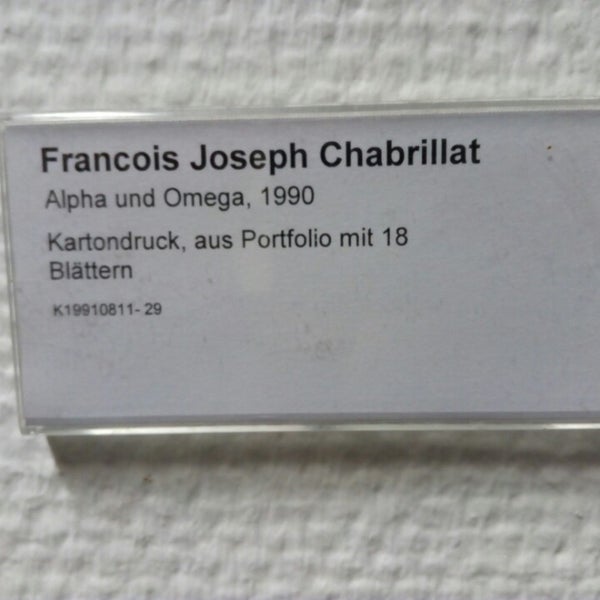 Francois Joseph Chabrillat
Alpha und Omega, 1990
Kartondruck, aus Portfolio mit 18
Blättern
K19910811- 29